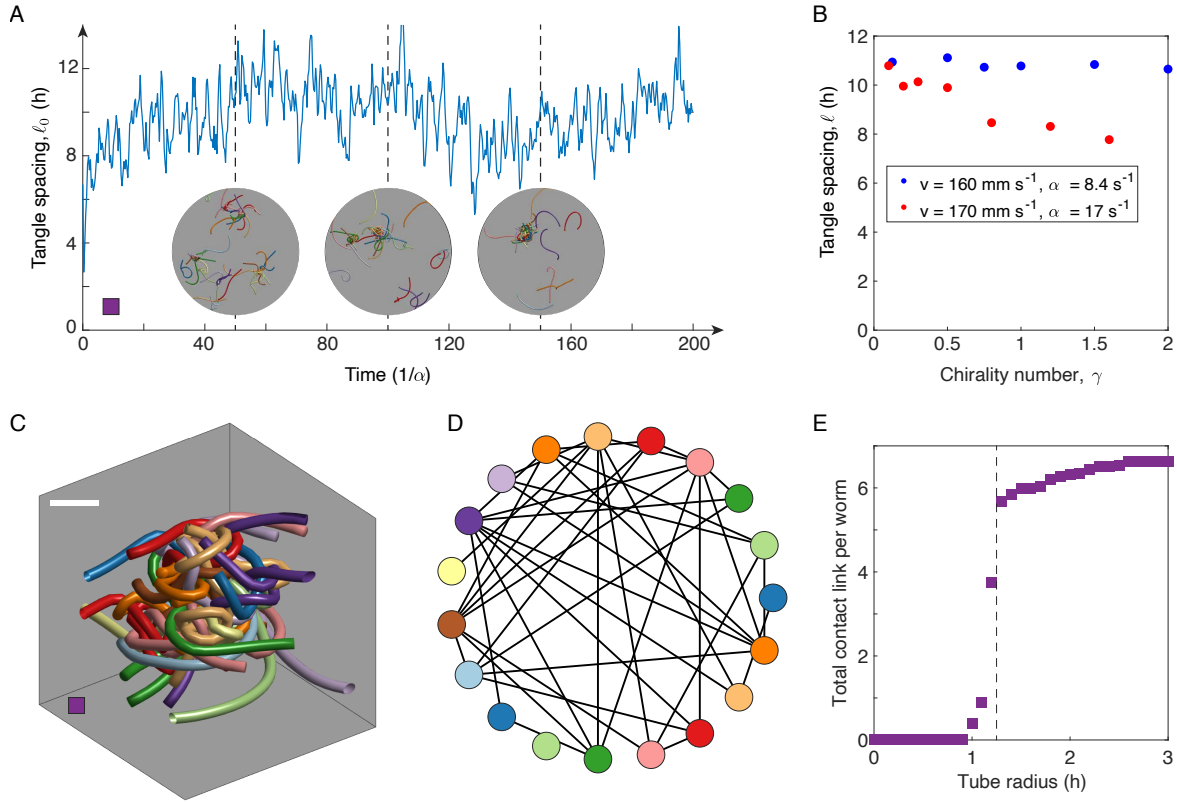 A
Tangle spacing, ℓ₀ (h)
12
8
4
0
0
40
80
120
160
200
Time (1/α)
B
Tangle spacing, ℓ (h)
12
10
8
6
4
2
0
v = 160 mm s⁻¹, α = 8.4 s⁻¹
v = 170 mm s⁻¹, α = 17 s⁻¹
0
0.5
1
1.5
2
Chirality number, γ
C
D
E
Total contact link per worm
6
4
2
0
0
1
2
3
Tube radius (h)